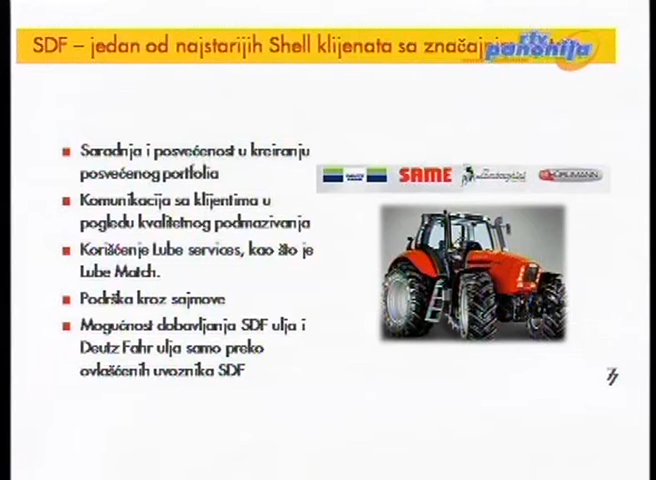 SDF – jedan od najstarijih Shell klijenata sa
rtv
panonija
Saradnja i posvećenost u kreiranju
posvećenog portfolia
Komunikacija sa klijentima u
pogledu kvalitetnog podmazivanja
Korišćenje Lube services, kao što je
Lube Match.
Podrška kroz sajmove
Mogućnost dobavljanja SDF ulja i
Deutz Fahr ulja samo preko
ovlašćenih uvoznika SDF
SAME